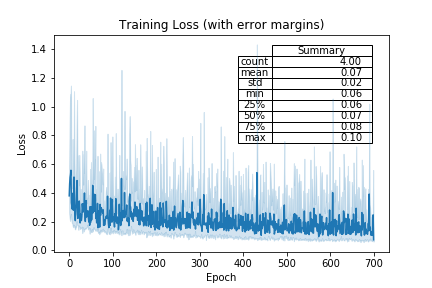 Training Loss (with error margins)
Summary
count 4.00
mean 0.07
std 0.02
min 0.06
25% 0.06
50% 0.07
75% 0.08
max 0.10
Loss
1.4
1.2
1.0
0.8
0.6
0.4
0.2
0.0
0 100 200 300 400 500 600 700
Epoch